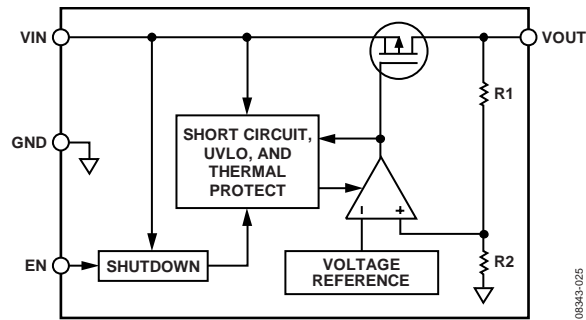 VIN
VOUT
R1
GND
SHORT CIRCUIT,
UVLO, AND
THERMAL
PROTECT
– +
EN
SHUTDOWN
VOLTAGE
REFERENCE
R2
08343-025